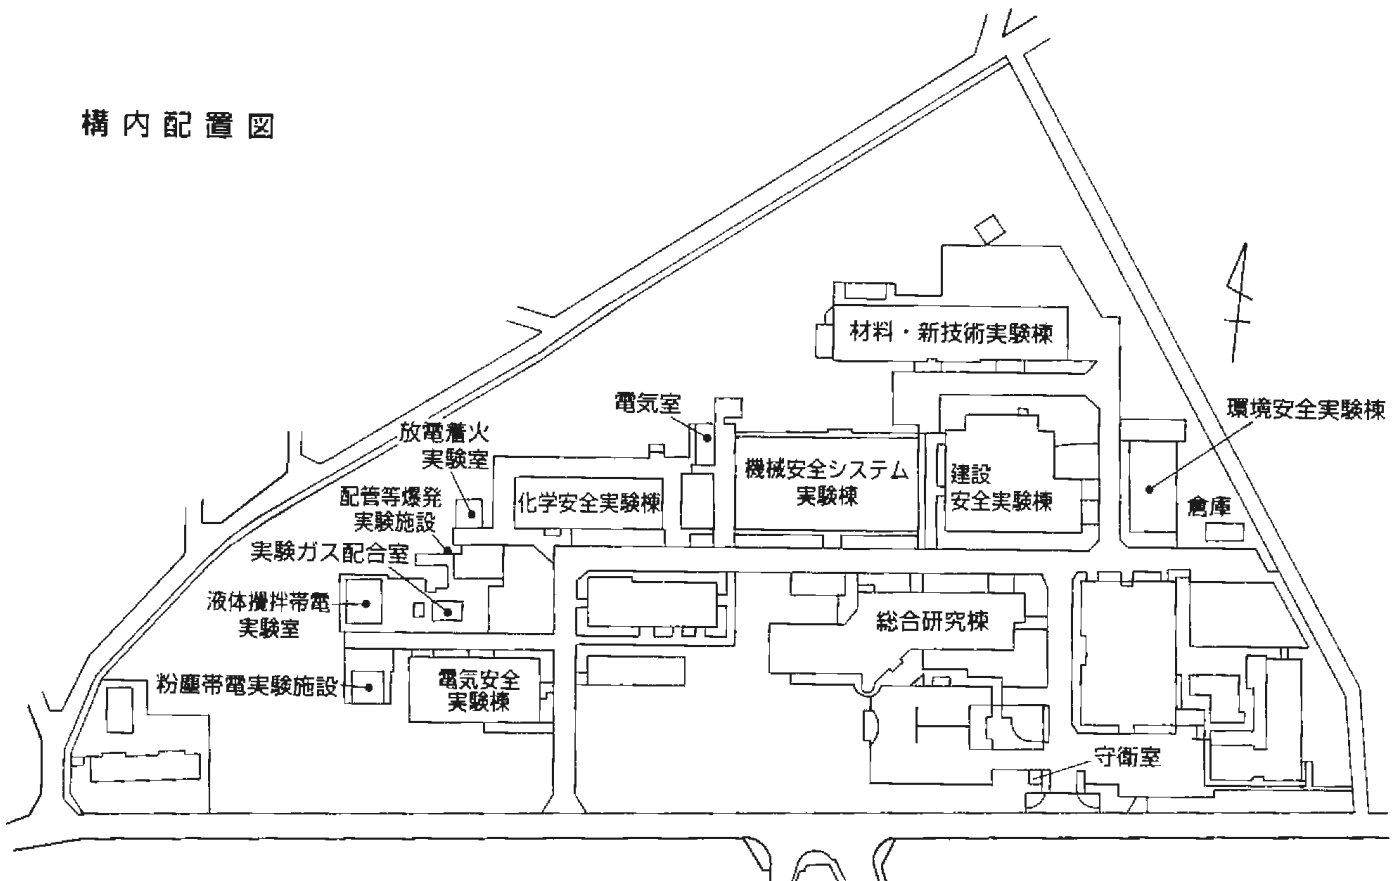 構内配置図
材料・新技術実験棟
環境安全実験棟
電気室
放電着火
実験室
機械安全システム
実験棟
建設
安全実験棟
化学安全実験棟
配管等爆発
実験施設
倉庫
実験ガス配合室
液体攪拌帯電
実験室
総合研究棟
粉塵帯電実験施設
電気安全
実験棟
守衛室